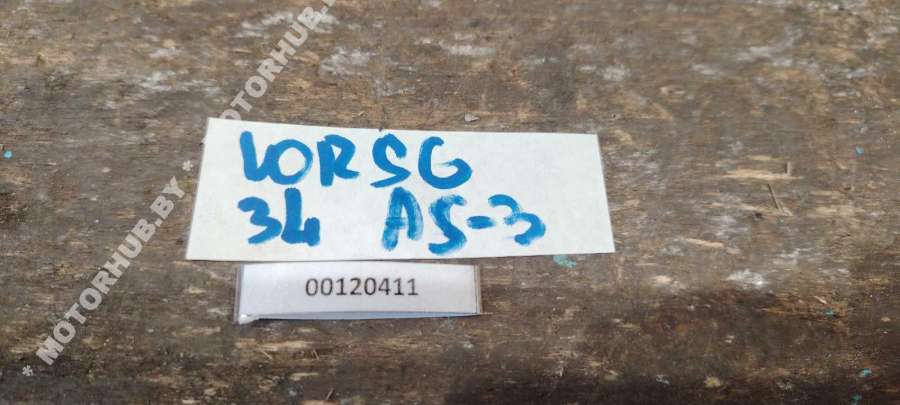 VORSG
34 AS-3
00120411
* MOTORHUB.BY * MOTORHUB.BY